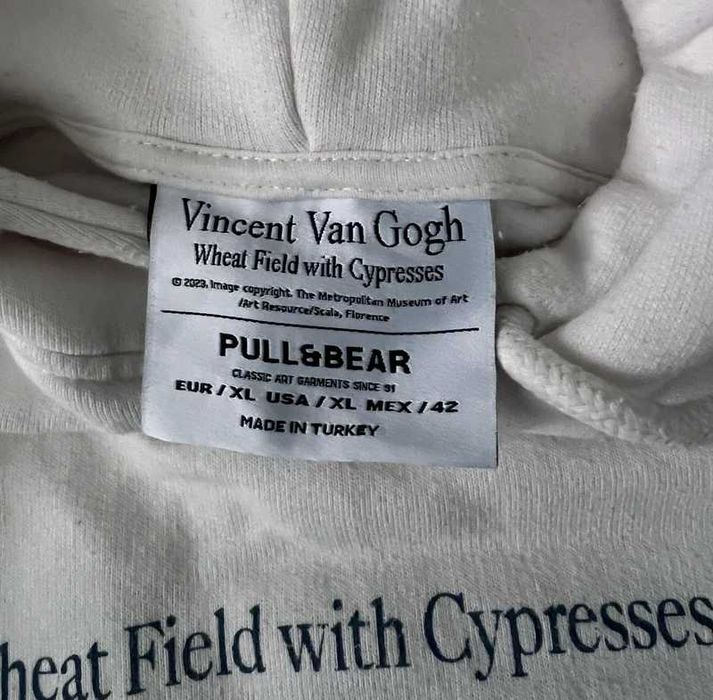 Vincent Van Gogh
Wheat Field with Cypresses
© 2023, Image copyright. The Metropolitan Museum of Art
/Art Resource/Scala, Florence
PULL&BEAR
CLASSIC ART GARMENTS SINCE 91
EUR / XL USA / XL MEX / 42
MADE IN TURKEY
heat Field with Cypresses